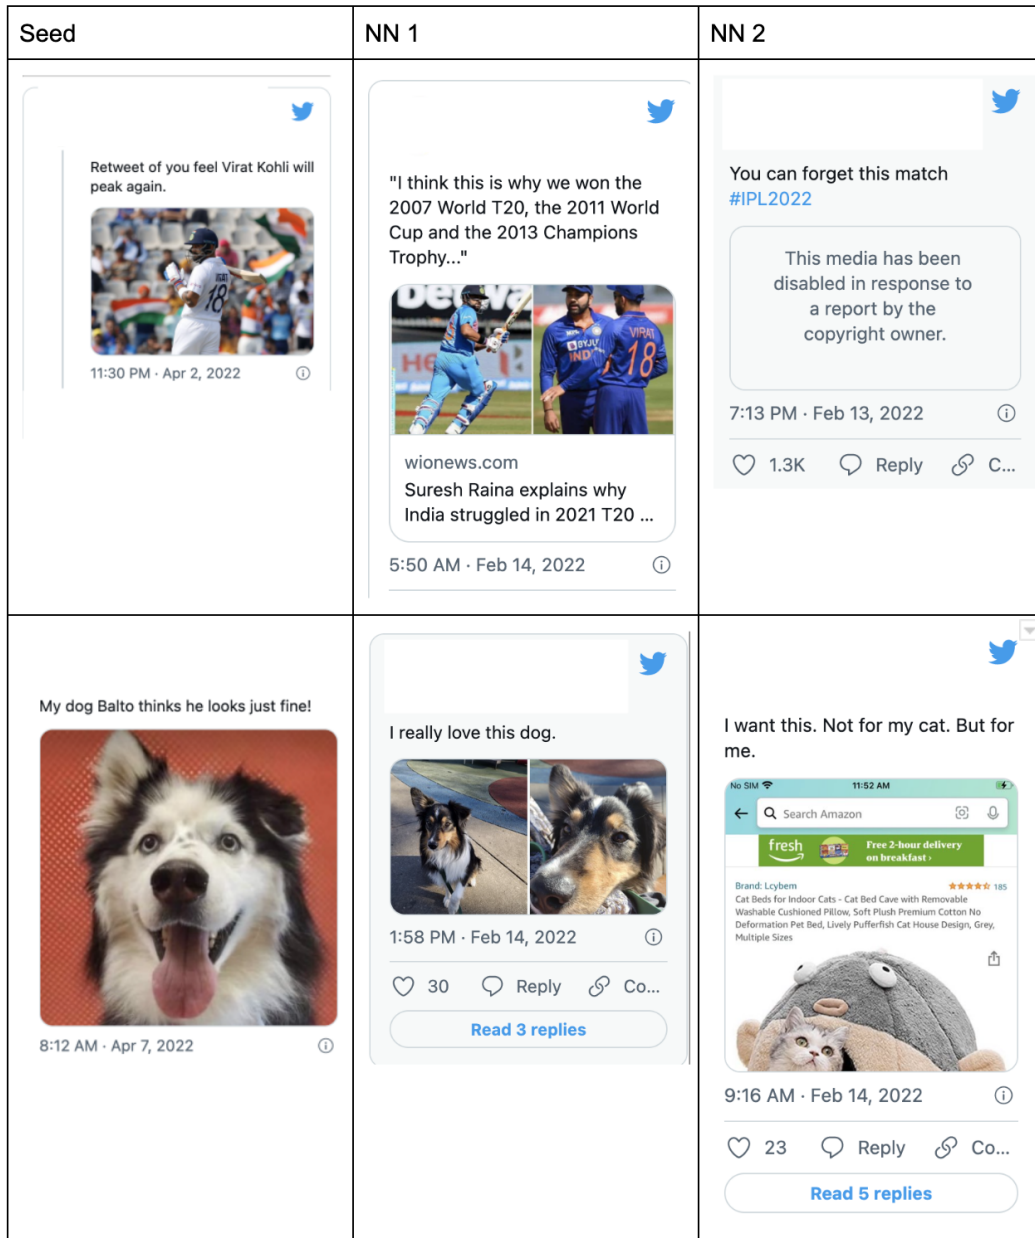 Seed
NN 1
NN 2
Retweet of you feel Virat Kohli will
peak again.
VIRAT
18
11:30 PM · Apr 2, 2022
"I think this is why we won the
2007 World T20, the 2011 World
Cup and the 2013 Champions
Trophy..."
BYJU
IND
VIRAT
18
wionews.com
Suresh Raina explains why
India struggled in 2021 T20 ...
5:50 AM · Feb 14, 2022
You can forget this match
#IPL2022
This media has been
disabled in response to
a report by the
copyright owner.
7:13 PM · Feb 13, 2022
1.3K Reply C...
My dog Balto thinks he looks just fine!
8:12 AM · Apr 7, 2022
I really love this dog.
1:58 PM · Feb 14, 2022
30 Reply Co...
Read 3 replies
I want this. Not for my cat. But for
me.
No SIM 11:52 AM
Search Amazon
fresh Free 2-hour delivery
on breakfast ›
Brand: Lcybem 185
Cat Beds for Indoor Cats - Cat Bed Cave with Removable
Washable Cushioned Pillow, Soft Plush Premium Cotton No
Deformation Pet Bed, Lively Pufferfish Cat House Design, Grey,
Multiple Sizes
9:16 AM · Feb 14, 2022
23 Reply Co...
Read 5 replies